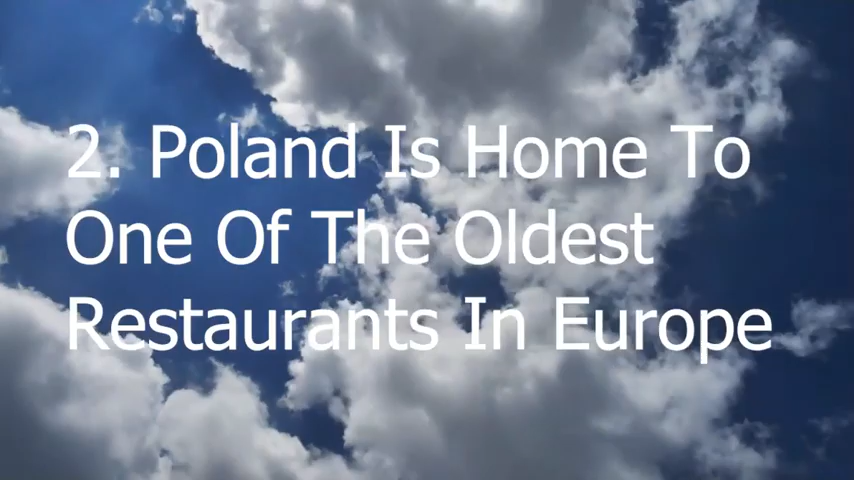 2. Poland Is Home To
One Of The Oldest
Restaurants In Europe